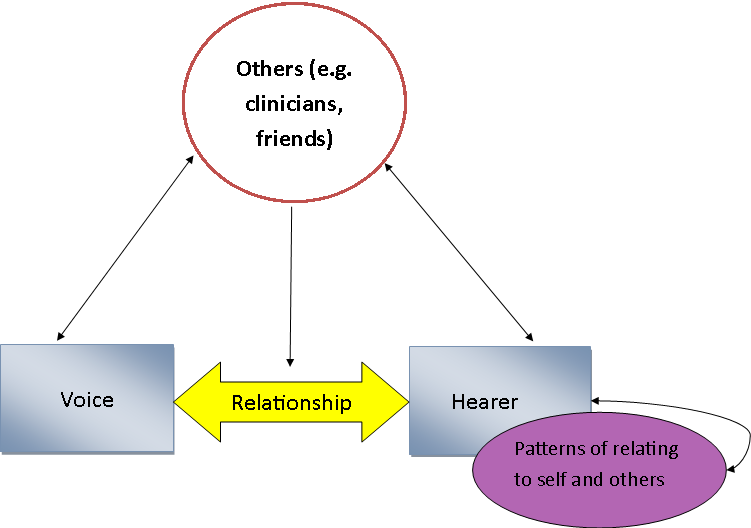 Others (e.g.
clinicians,
friends)
Voice
Relationship
Hearer
Patterns of relating
to self and others